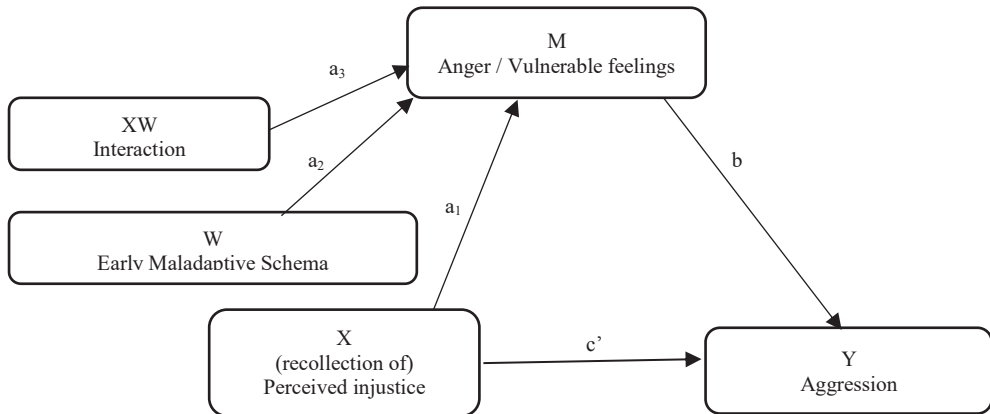 M
Anger / Vulnerable feelings
a₃
XW
Interaction
a₂
b
W
Early Maladaptive Schema
a₁
X
(recollection of)
Perceived injustice
c’
Y
Aggression